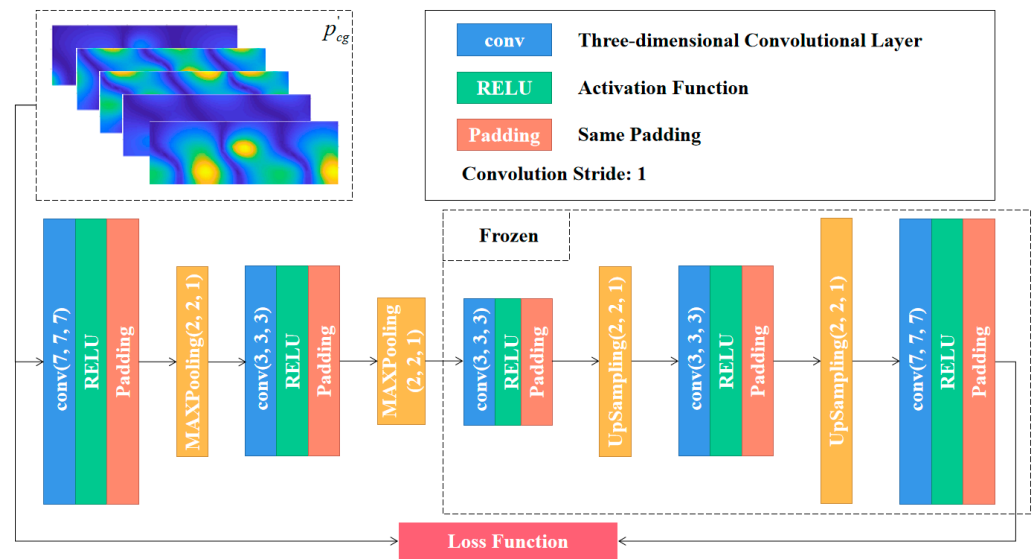 p'cg
conv Three-dimensional Convolutional Layer
RELU Activation Function
Padding Same Padding
Convolution Stride: 1
Frozen
conv(7, 7, 7)
RELU
Padding
MAXPooling(2, 2, 1)
conv(3, 3, 3)
RELU
Padding
MAXPooling
(2, 2, 1)
conv(3, 3, 3)
RELU
Padding
UpSampling(2, 2, 1)
conv(3, 3, 3)
RELU
Padding
UpSampling(2, 2, 1)
conv(7, 7, 7)
RELU
Padding
Loss Function